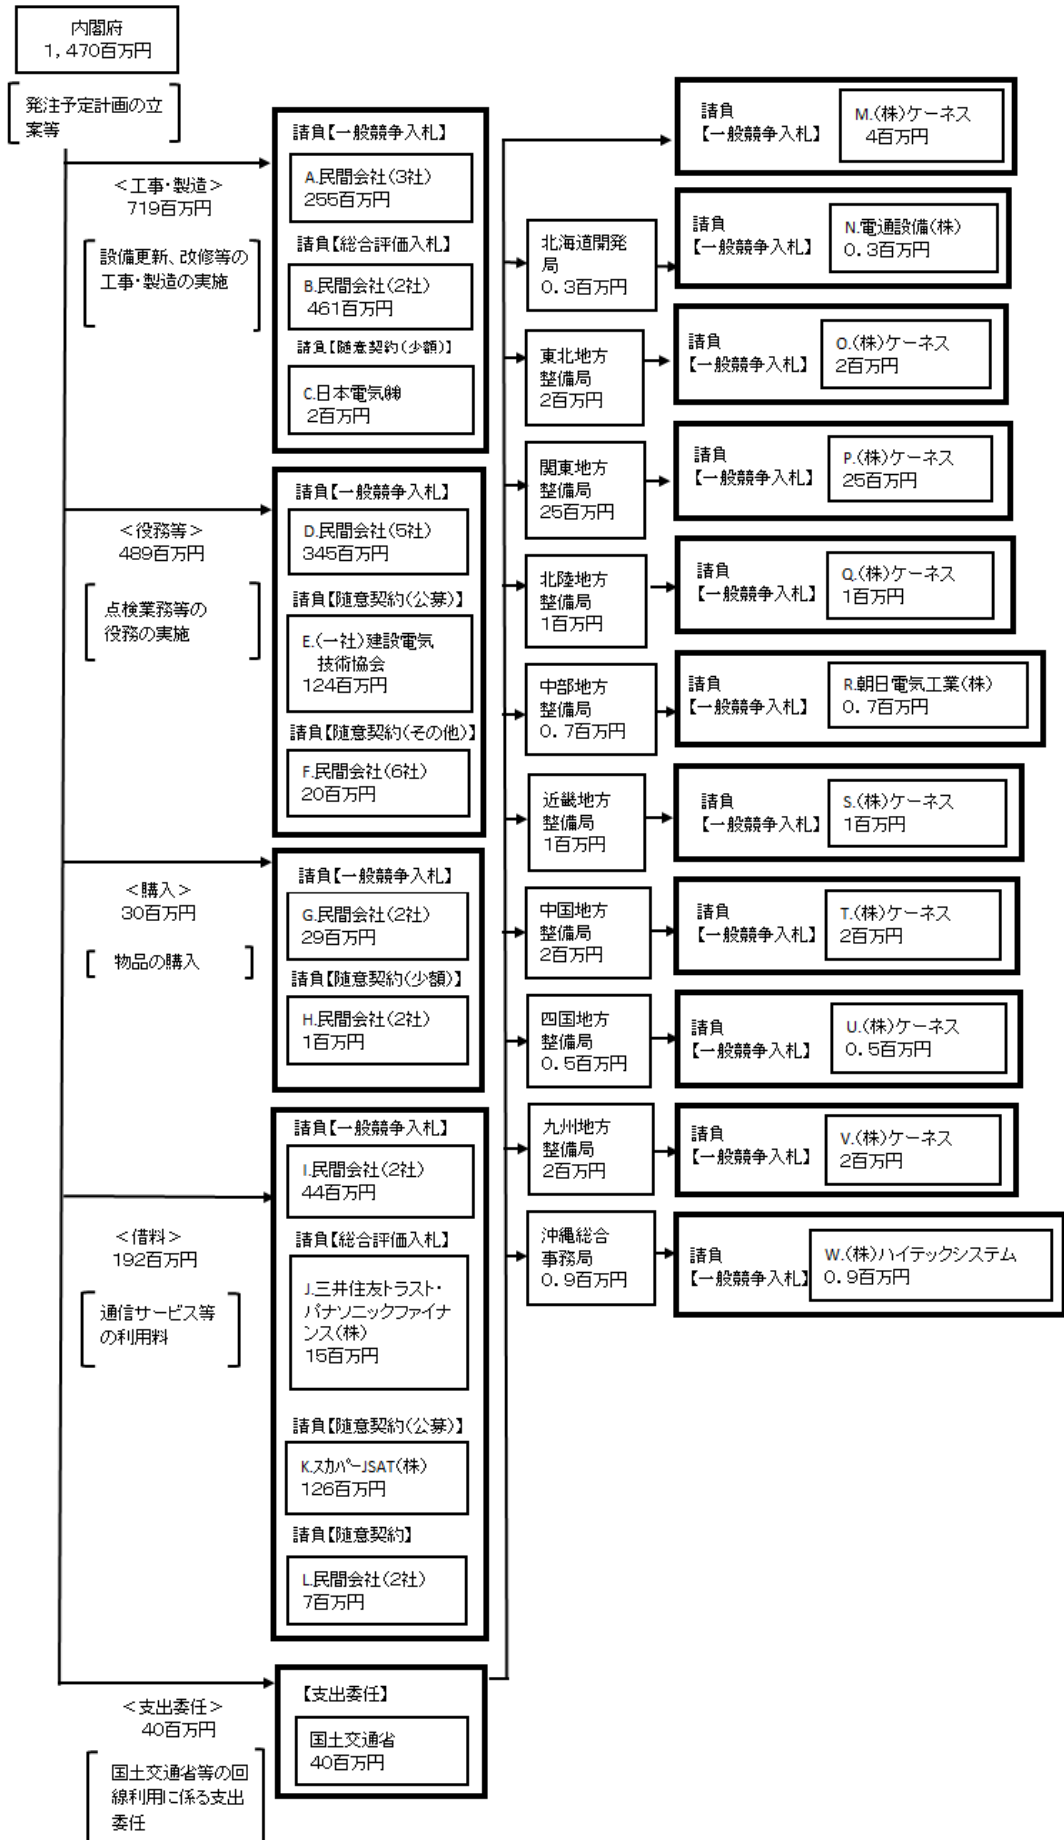 内閣府
1,470百万円
発注予定計画の立
案等
＜工事・製造＞
719百万円
設備更新、改修等の
工事・製造の実施
請負【一般競争入札】
A.民間会社(3社)
255百万円
請負【総合評価入札】
B.民間会社(2社)
461百万円
請負【随意契約(少額)】
C.日本電気㈱
2百万円
＜役務等＞
489百万円
点検業務等の
役務の実施
請負【一般競争入札】
D.民間会社(5社)
345百万円
請負【随意契約(公募)】
E.(一社)建設電気
技術協会
124百万円
請負【随意契約(その他)】
F.民間会社(6社)
20百万円
＜購入＞
30百万円
物品の購入
請負【一般競争入札】
G.民間会社(2社)
29百万円
請負【随意契約(少額)】
H.民間会社(2社)
1百万円
＜借料＞
192百万円
通信サービス等
の利用料
請負【一般競争入札】
I.民間会社(2社)
44百万円
請負【総合評価入札】
J.三井住友トラスト・
パナソニックファイナ
ンス(株)
15百万円
請負【随意契約(公募)】
K.スカパーJSAT(株)
126百万円
請負【随意契約】
L.民間会社(2社)
7百万円
＜支出委任＞
40百万円
国土交通省等の回
線利用に係る支出
委任
【支出委任】
国土交通省
40百万円
請負
【一般競争入札】
M.(株)ケーネス
4百万円
北海道開発
局
0.3百万円
請負
【一般競争入札】
N.電通設備(株)
0.3百万円
東北地方
整備局
2百万円
請負
【一般競争入札】
O.(株)ケーネス
2百万円
関東地方
整備局
25百万円
請負
【一般競争入札】
P.(株)ケーネス
25百万円
北陸地方
整備局
1百万円
請負
【一般競争入札】
Q.(株)ケーネス
1百万円
中部地方
整備局
0.7百万円
請負
【一般競争入札】
R.朝日電気工業(株)
0.7百万円
近畿地方
整備局
1百万円
請負
【一般競争入札】
S.(株)ケーネス
1百万円
中国地方
整備局
2百万円
請負
【一般競争入札】
T.(株)ケーネス
2百万円
四国地方
整備局
0.5百万円
請負
【一般競争入札】
U.(株)ケーネス
0.5百万円
九州地方
整備局
2百万円
請負
【一般競争入札】
V.(株)ケーネス
2百万円
沖縄総合
事務局
0.9百万円
請負
【一般競争入札】
W.(株)ハイテックシステム
0.9百万円